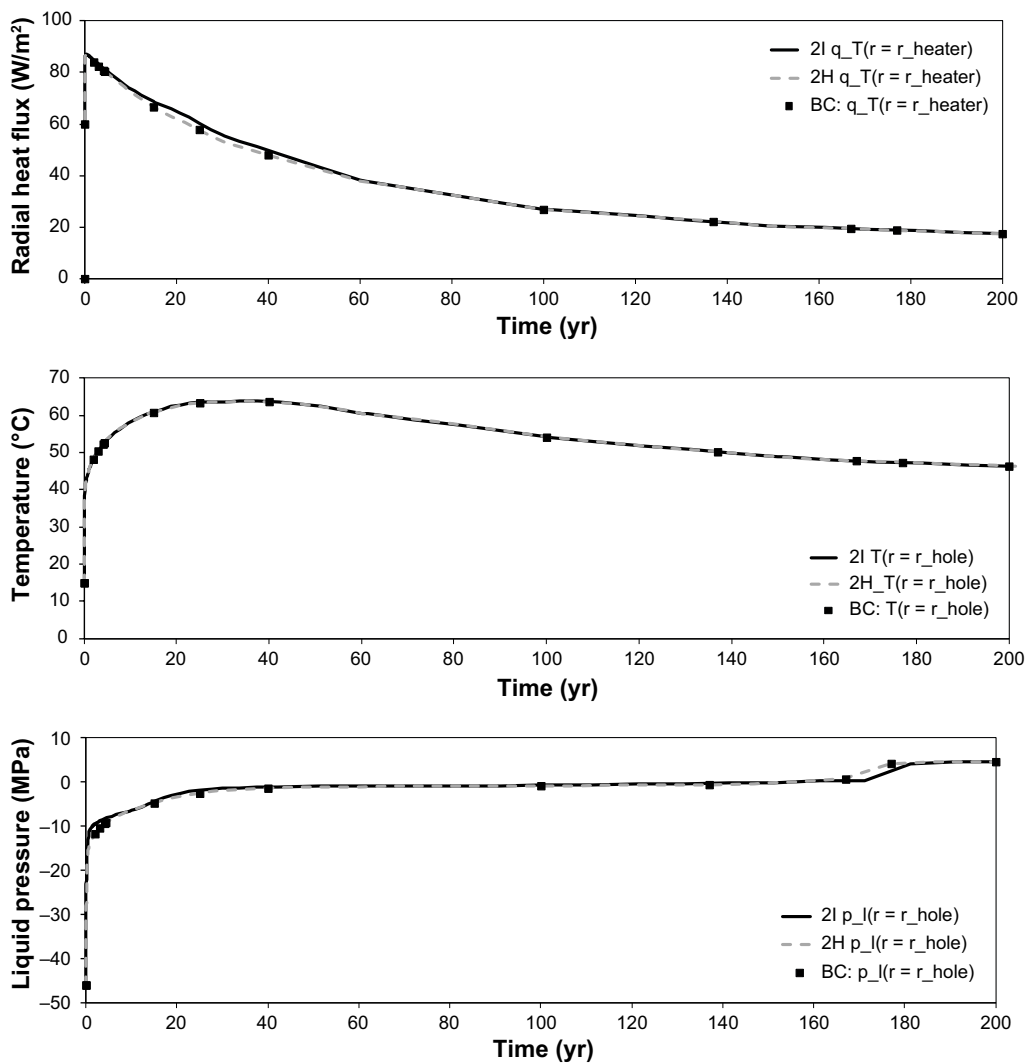 Radial heat flux (W/m²)
100
80
60
40
20
0
2I q_T(r = r_heater)
2H q_T(r = r_heater)
BC: q_T(r = r_heater)
0 20 40 60 80 100 120 140 160 180 200
Time (yr)
Temperature (°C)
70
60
50
40
30
20
10
0
2I T(r = r_hole)
2H_T(r = r_hole)
BC: T(r = r_hole)
0 20 40 60 80 100 120 140 160 180 200
Time (yr)
Liquid pressure (MPa)
10
0
–10
–20
–30
–40
–50
2I p_l(r = r_hole)
2H p_l(r = r_hole)
BC: p_l(r = r_hole)
0 20 40 60 80 100 120 140 160 180 200
Time (yr)